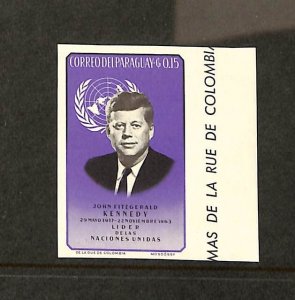 CORREO DEL PARAGUAY-G 0.15
JOHN FITZGERALD
KENNEDY
29 MAYO 1917-22 NOVIEMBRE 1963
LIDER
DE LAS
NACIONES UNIDAS
DE LA RUE DE COLOMBIA
MAS DE LA RUE DE COLOMBIA